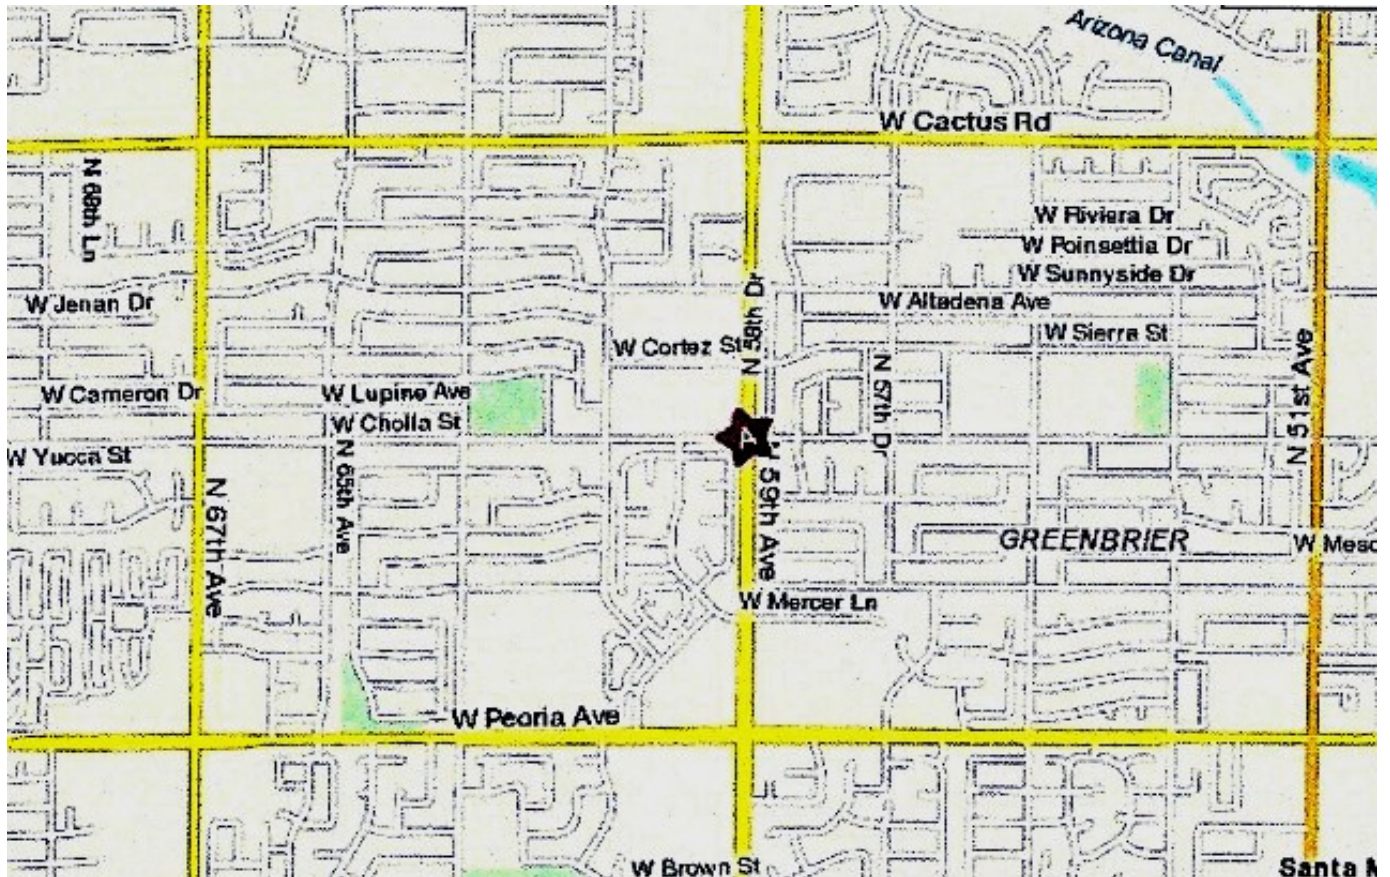 Arizona Canal
W Cactus Rd
N 68th Ln
W Riviera Dr
W Poinsettia Dr
W Sunnyside Dr
W Jenan Dr
W Altadena Ave
N 58th Dr
W Sierra St
W Cortez St
N 57th Dr
N 51st Ave
W Cameron Dr
W Lupine Ave
W Cholla St
A
W Yucca St
N 65th Ave
N 67th Ave
N 59th Ave
GREENBRIER
W Mesc
W Mercer Ln
W Peoria Ave
W Brown St
Santa M